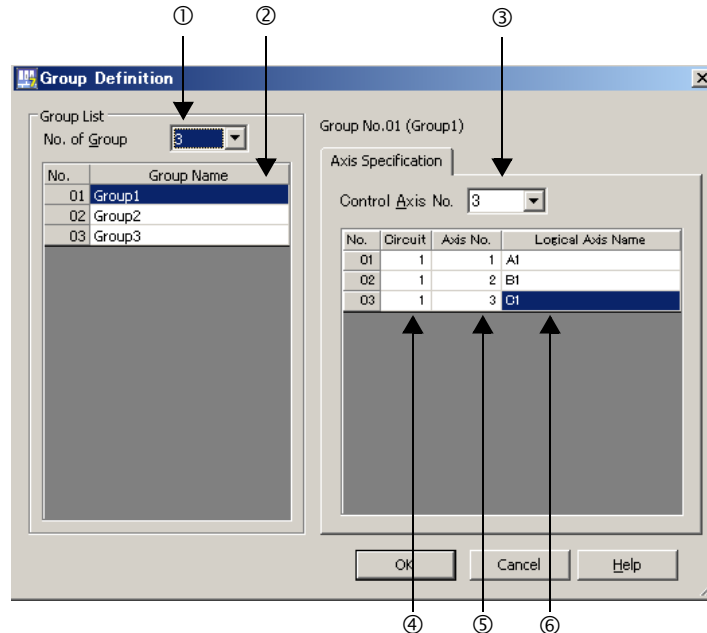 ① ② ③
Group Definition
Group List
No. of Group 3
No. Group Name
01 Group1
02 Group2
03 Group3
Group No.01 (Group1)
Axis Specification
Control Axis No. 3
No. Circuit Axis No. Logical Axis Name
01 1 1 A1
02 1 2 B1
03 1 3 C1
OK Cancel Help
④ ⑤ ⑥